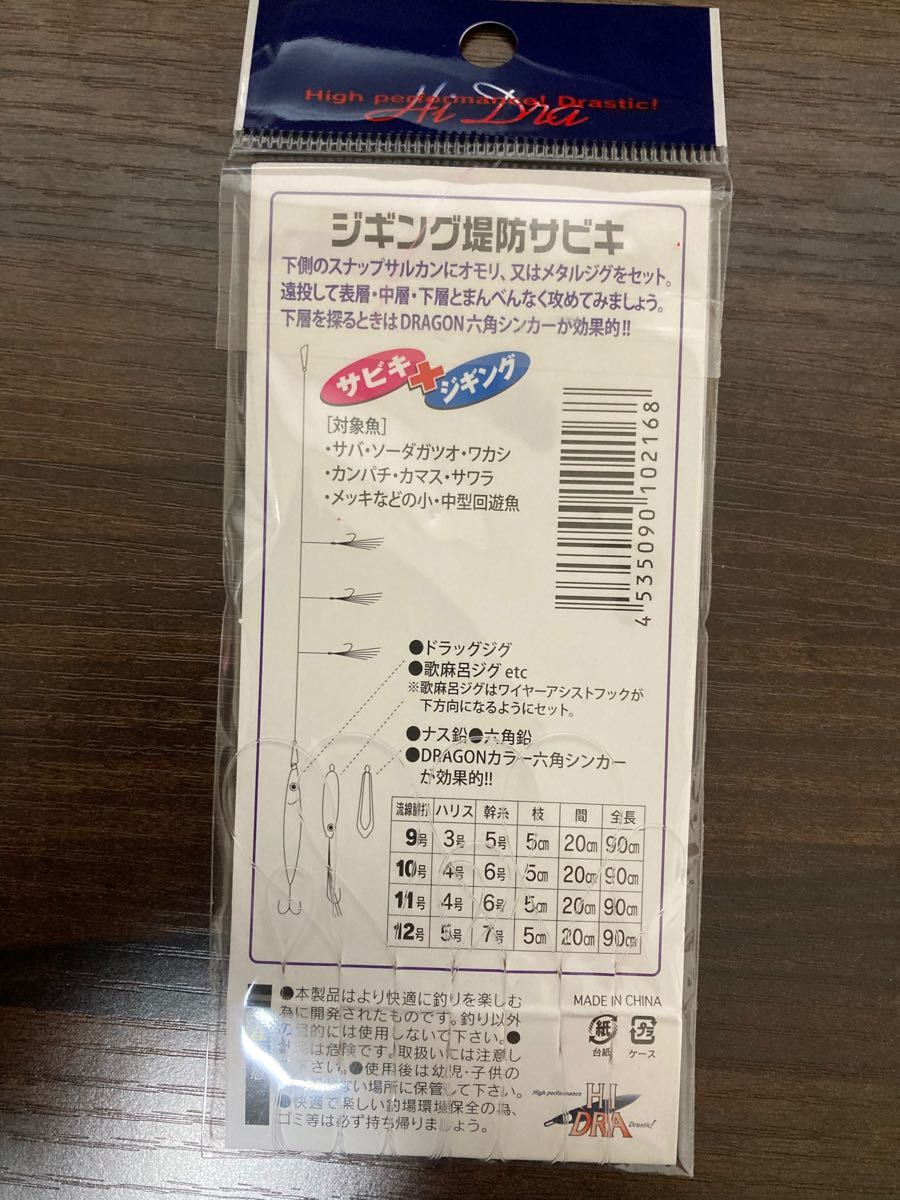 High performance! Drastic!
Hi Dra
ジギング堤防サビキ
下側のスナップサルカンにオモリ、又はメタルジグをセット。
遠投して表層・中層・下層とまんべんなく攻めてみましょう。
下層を探るときはDRAGON六角シンカーが効果的!!
サビキ+ジギング
[対象魚]
・サバ・ソーダガツオ・ワカシ
・カンパチ・カマス・サワラ
・メッキなどの小・中型回遊魚
4535090102168
●ドラッグジグ
●歌麻呂ジグ etc
※歌麻呂ジグはワイヤーアシストフックが
下方向になるようにセット。
●ナス鉛●六角鉛
●DRAGONカラー六角シンカー
が効果的!!
流線胴打 ハリス 幹糸 枝 間 全長
9号 3号 5号 5cm 20cm 90cm
10号 4号 6号 5cm 20cm 90cm
11号 4号 6号 5cm 20cm 90cm
12号 5号 7号 5cm 20cm 90cm
●本製品はより快適に釣りを楽しむ
為に開発されたものです。釣り以外
の目的には使用しないで下さい。●
は危険です。取扱いには注意し
下さい。●使用後は幼児・子供の
ない場所に保管して下さい。
●快適で楽しい釣場環境保全の為、
ゴミ等は必ず持ち帰りましょう。
MADE IN CHINA
紙 プラ
台紙 ケース
High performance
HI
DRA
Drastic!